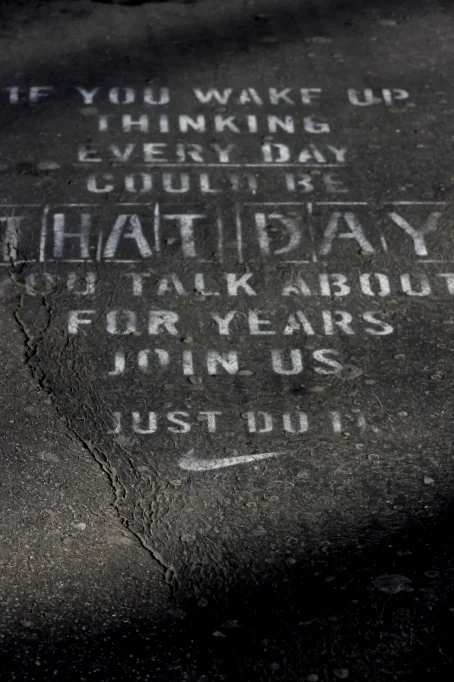 IF YOU WAKE UP
THINKING
EVERY DAY
COULD BE
THAT DAY
YOU TALK ABOUT
FOR YEARS
JOIN US
JUST DO IT.